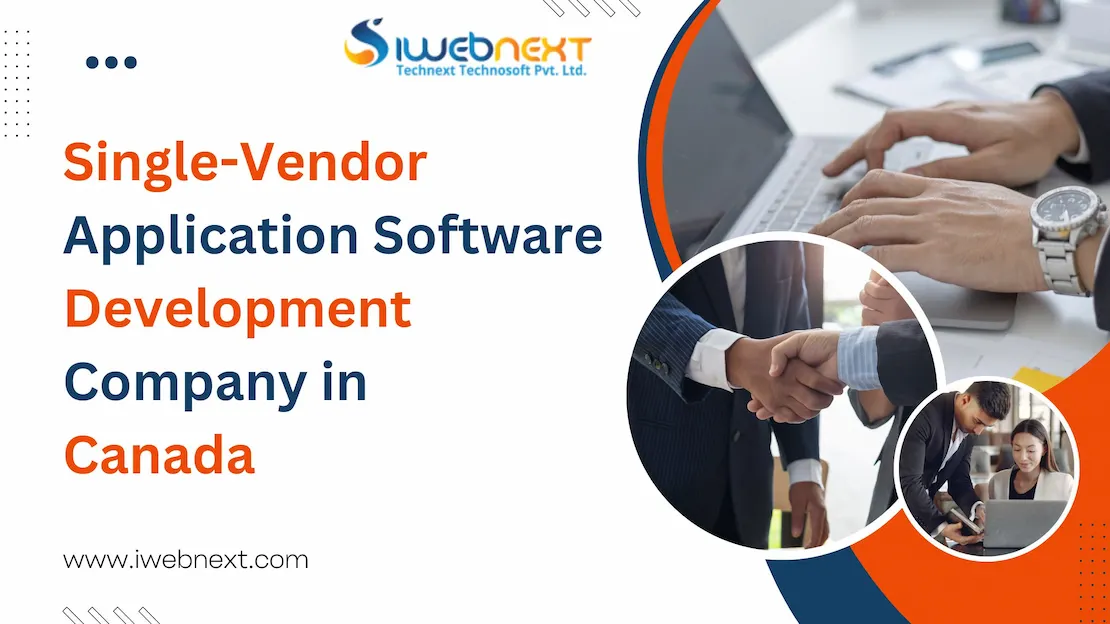 iWEBNEXT
Technext Technosoft Pvt. Ltd.
Single-Vendor
Application Software
Development
Company in
Canada
www.iwebnext.com